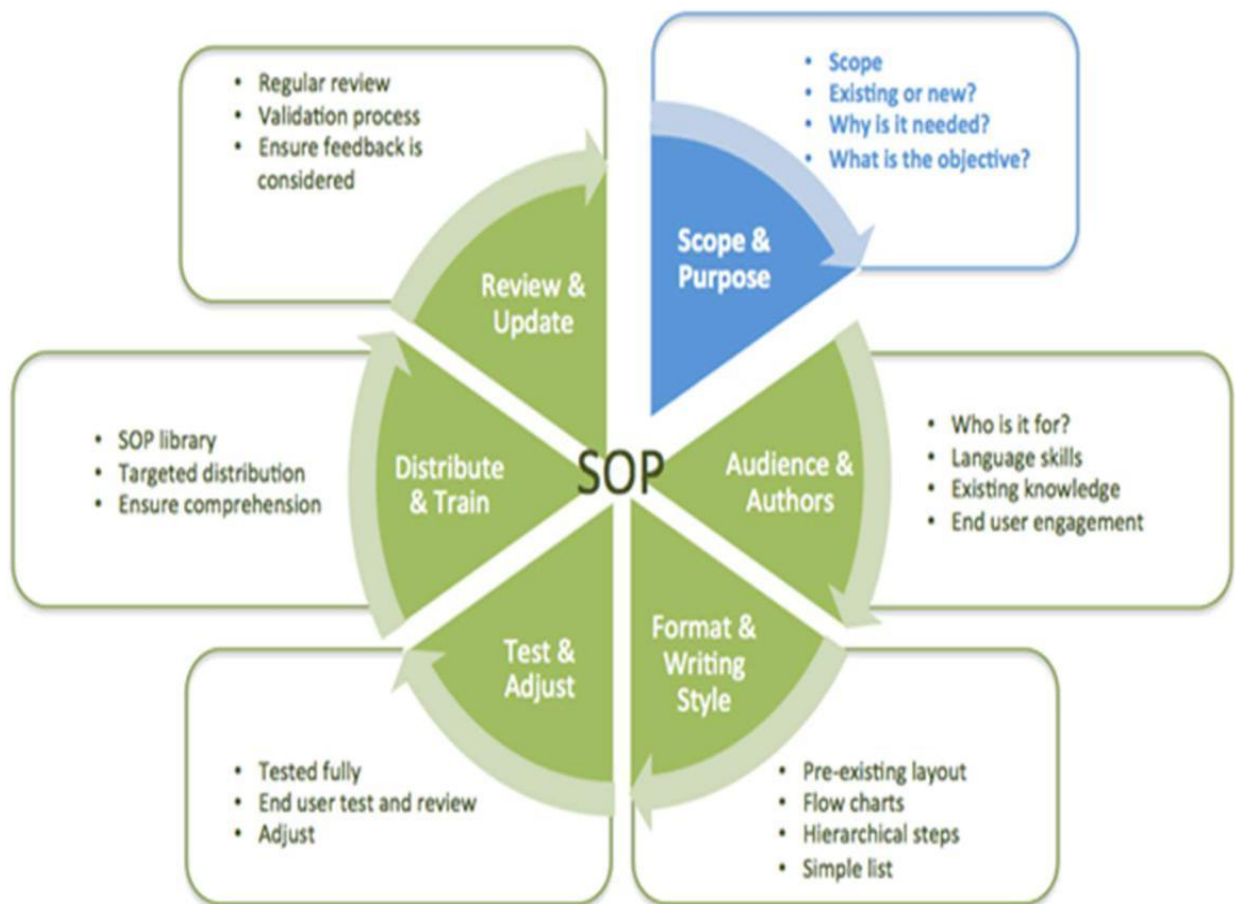 • Scope
• Existing or new?
• Why is it needed?
• What is the objective?
Scope &
Purpose
• Who is it for?
• Language skills
• Existing knowledge
• End user engagement
Audience &
Authors
• Pre-existing layout
• Flow charts
• Hierarchical steps
• Simple list
Format &
Writing
Style
• Tested fully
• End user test and review
• Adjust
Test &
Adjust
• SOP library
• Targeted distribution
• Ensure comprehension
Distribute
& Train
• Regular review
• Validation process
• Ensure feedback is
considered
Review &
Update
SOP